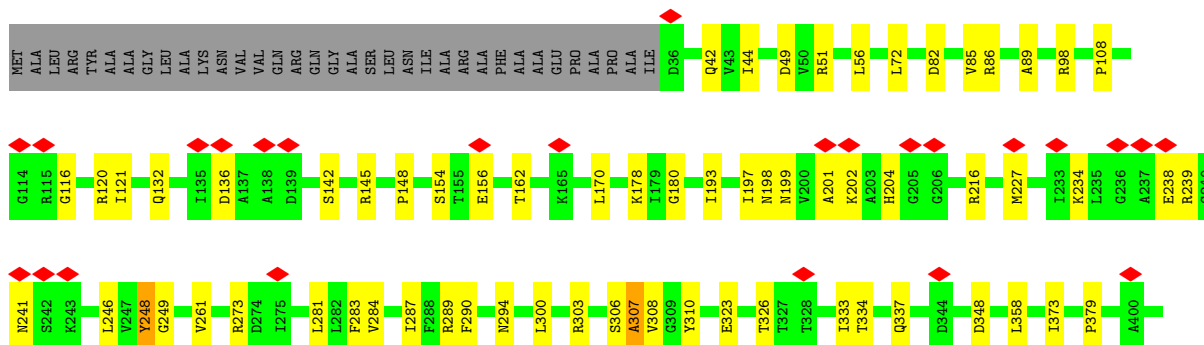 MET ALA LEU ARG TYR ALA ALA GLY LEU ALA LYS ASN VAL VAL GLN ARG GLN GLY ALA SER LEU ASN ILE ALA ARG ALA PHE ALA ALA GLU PRO ALA PRO ALA ILE D36 Q42 V43 I44 D49 V50 R51 L56 L72 D82 V85 R86 A89 R98 P108
G114 R115 G116 R120 I121 Q132 I135 D136 A137 A138 D139 S142 R145 P148 S154 T155 E156 T162 K165 L170 K178 I179 G180 I193 I197 N198 N199 V200 A201 K202 A203 H204 G205 G206 R216 M227 I233 K234 L235 G236 A237 E238 R239
N241 S242 K243 L246 V247 Y248 G249 V261 R273 D274 I275 L281 L282 F283 V284 I287 F288 R289 F290 N294 L300 R303 S306 A307 V308 G309 Y310 E323 T326 T327 T328 I333 T334 Q337 D344 D348 L358 I373 P379 A400